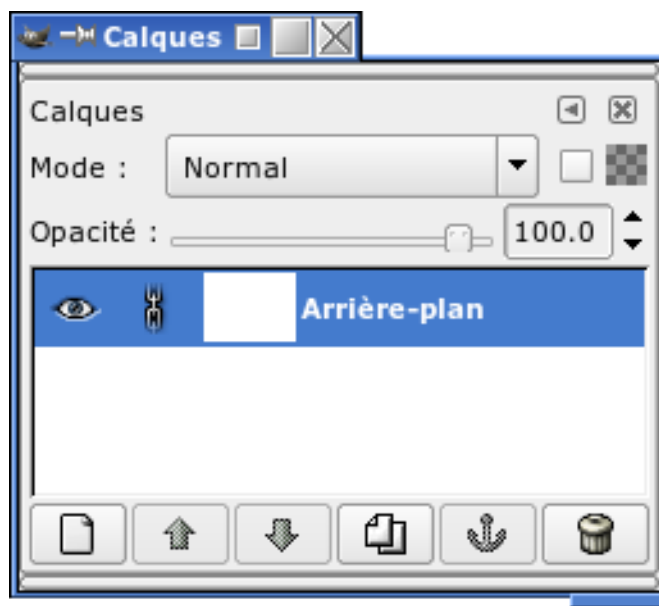 Calques
Calques
Mode : Normal
Opacité : 100.0
Arrière-plan